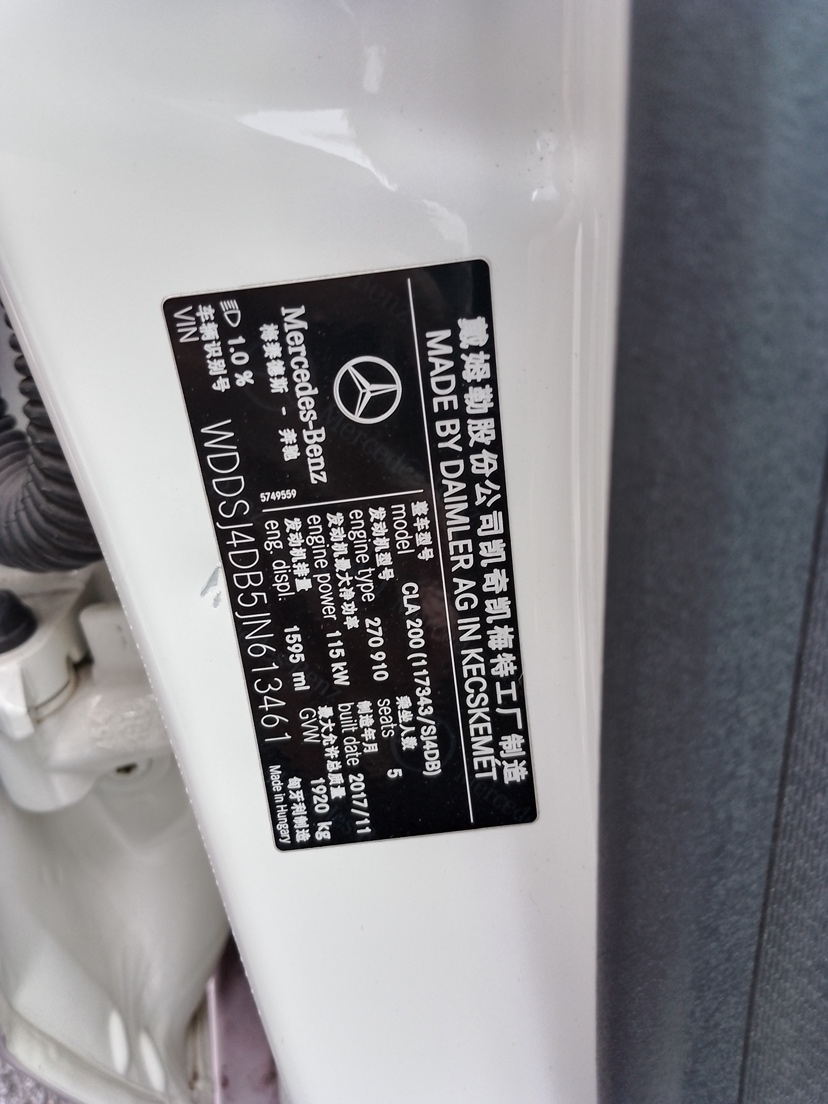 戴姆勒股份公司凯奇凯梅特工厂制造
MADE BY DAIMLER AG IN KECSKEMÉT
整车型号
model CLA 200 (117343/SJ4DB)
发动机型号 乘坐人数
engine type 270 910 seats 5
发动机最大净功率 制造年月
engine power 115 kW built date 2017/11
发动机排量 最大允许总质量
eng. displ. 1595 ml GVW 1920 kg
Mercedes-Benz
梅赛德斯 - 奔驰
5749559
1.0 %
车辆识别号
VIN WDDSJ4DB5JN613461
匈牙利制造
Made in Hungary